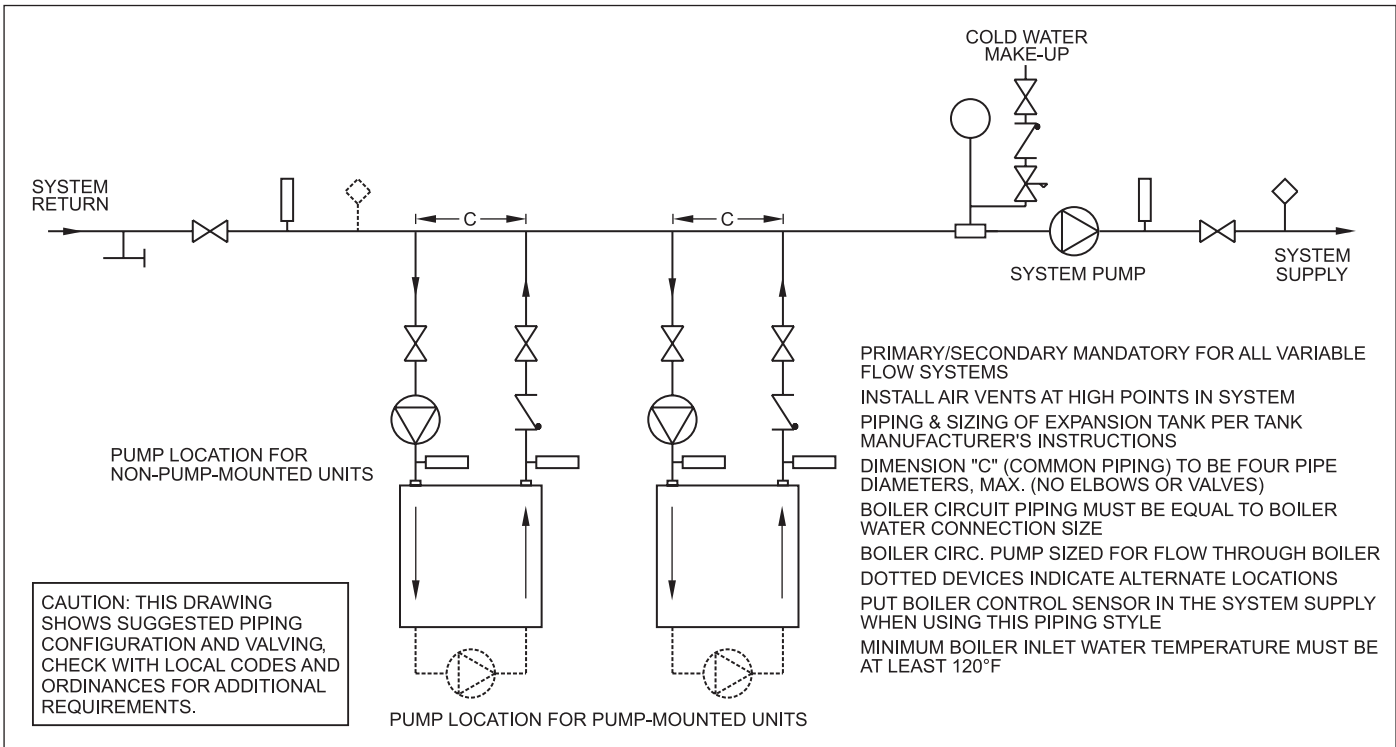 COLD WATER
MAKE-UP
SYSTEM
RETURN
C
C
SYSTEM PUMP
SYSTEM
SUPPLY
PUMP LOCATION FOR
NON-PUMP-MOUNTED UNITS
PRIMARY/SECONDARY MANDATORY FOR ALL VARIABLE
FLOW SYSTEMS
INSTALL AIR VENTS AT HIGH POINTS IN SYSTEM
PIPING & SIZING OF EXPANSION TANK PER TANK
MANUFACTURER'S INSTRUCTIONS
DIMENSION "C" (COMMON PIPING) TO BE FOUR PIPE
DIAMETERS, MAX. (NO ELBOWS OR VALVES)
BOILER CIRCUIT PIPING MUST BE EQUAL TO BOILER
WATER CONNECTION SIZE
BOILER CIRC. PUMP SIZED FOR FLOW THROUGH BOILER
DOTTED DEVICES INDICATE ALTERNATE LOCATIONS
PUT BOILER CONTROL SENSOR IN THE SYSTEM SUPPLY
WHEN USING THIS PIPING STYLE
MINIMUM BOILER INLET WATER TEMPERATURE MUST BE
AT LEAST 120°F
CAUTION: THIS DRAWING
SHOWS SUGGESTED PIPING
CONFIGURATION AND VALVING,
CHECK WITH LOCAL CODES AND
ORDINANCES FOR ADDITIONAL
REQUIREMENTS.
PUMP LOCATION FOR PUMP-MOUNTED UNITS